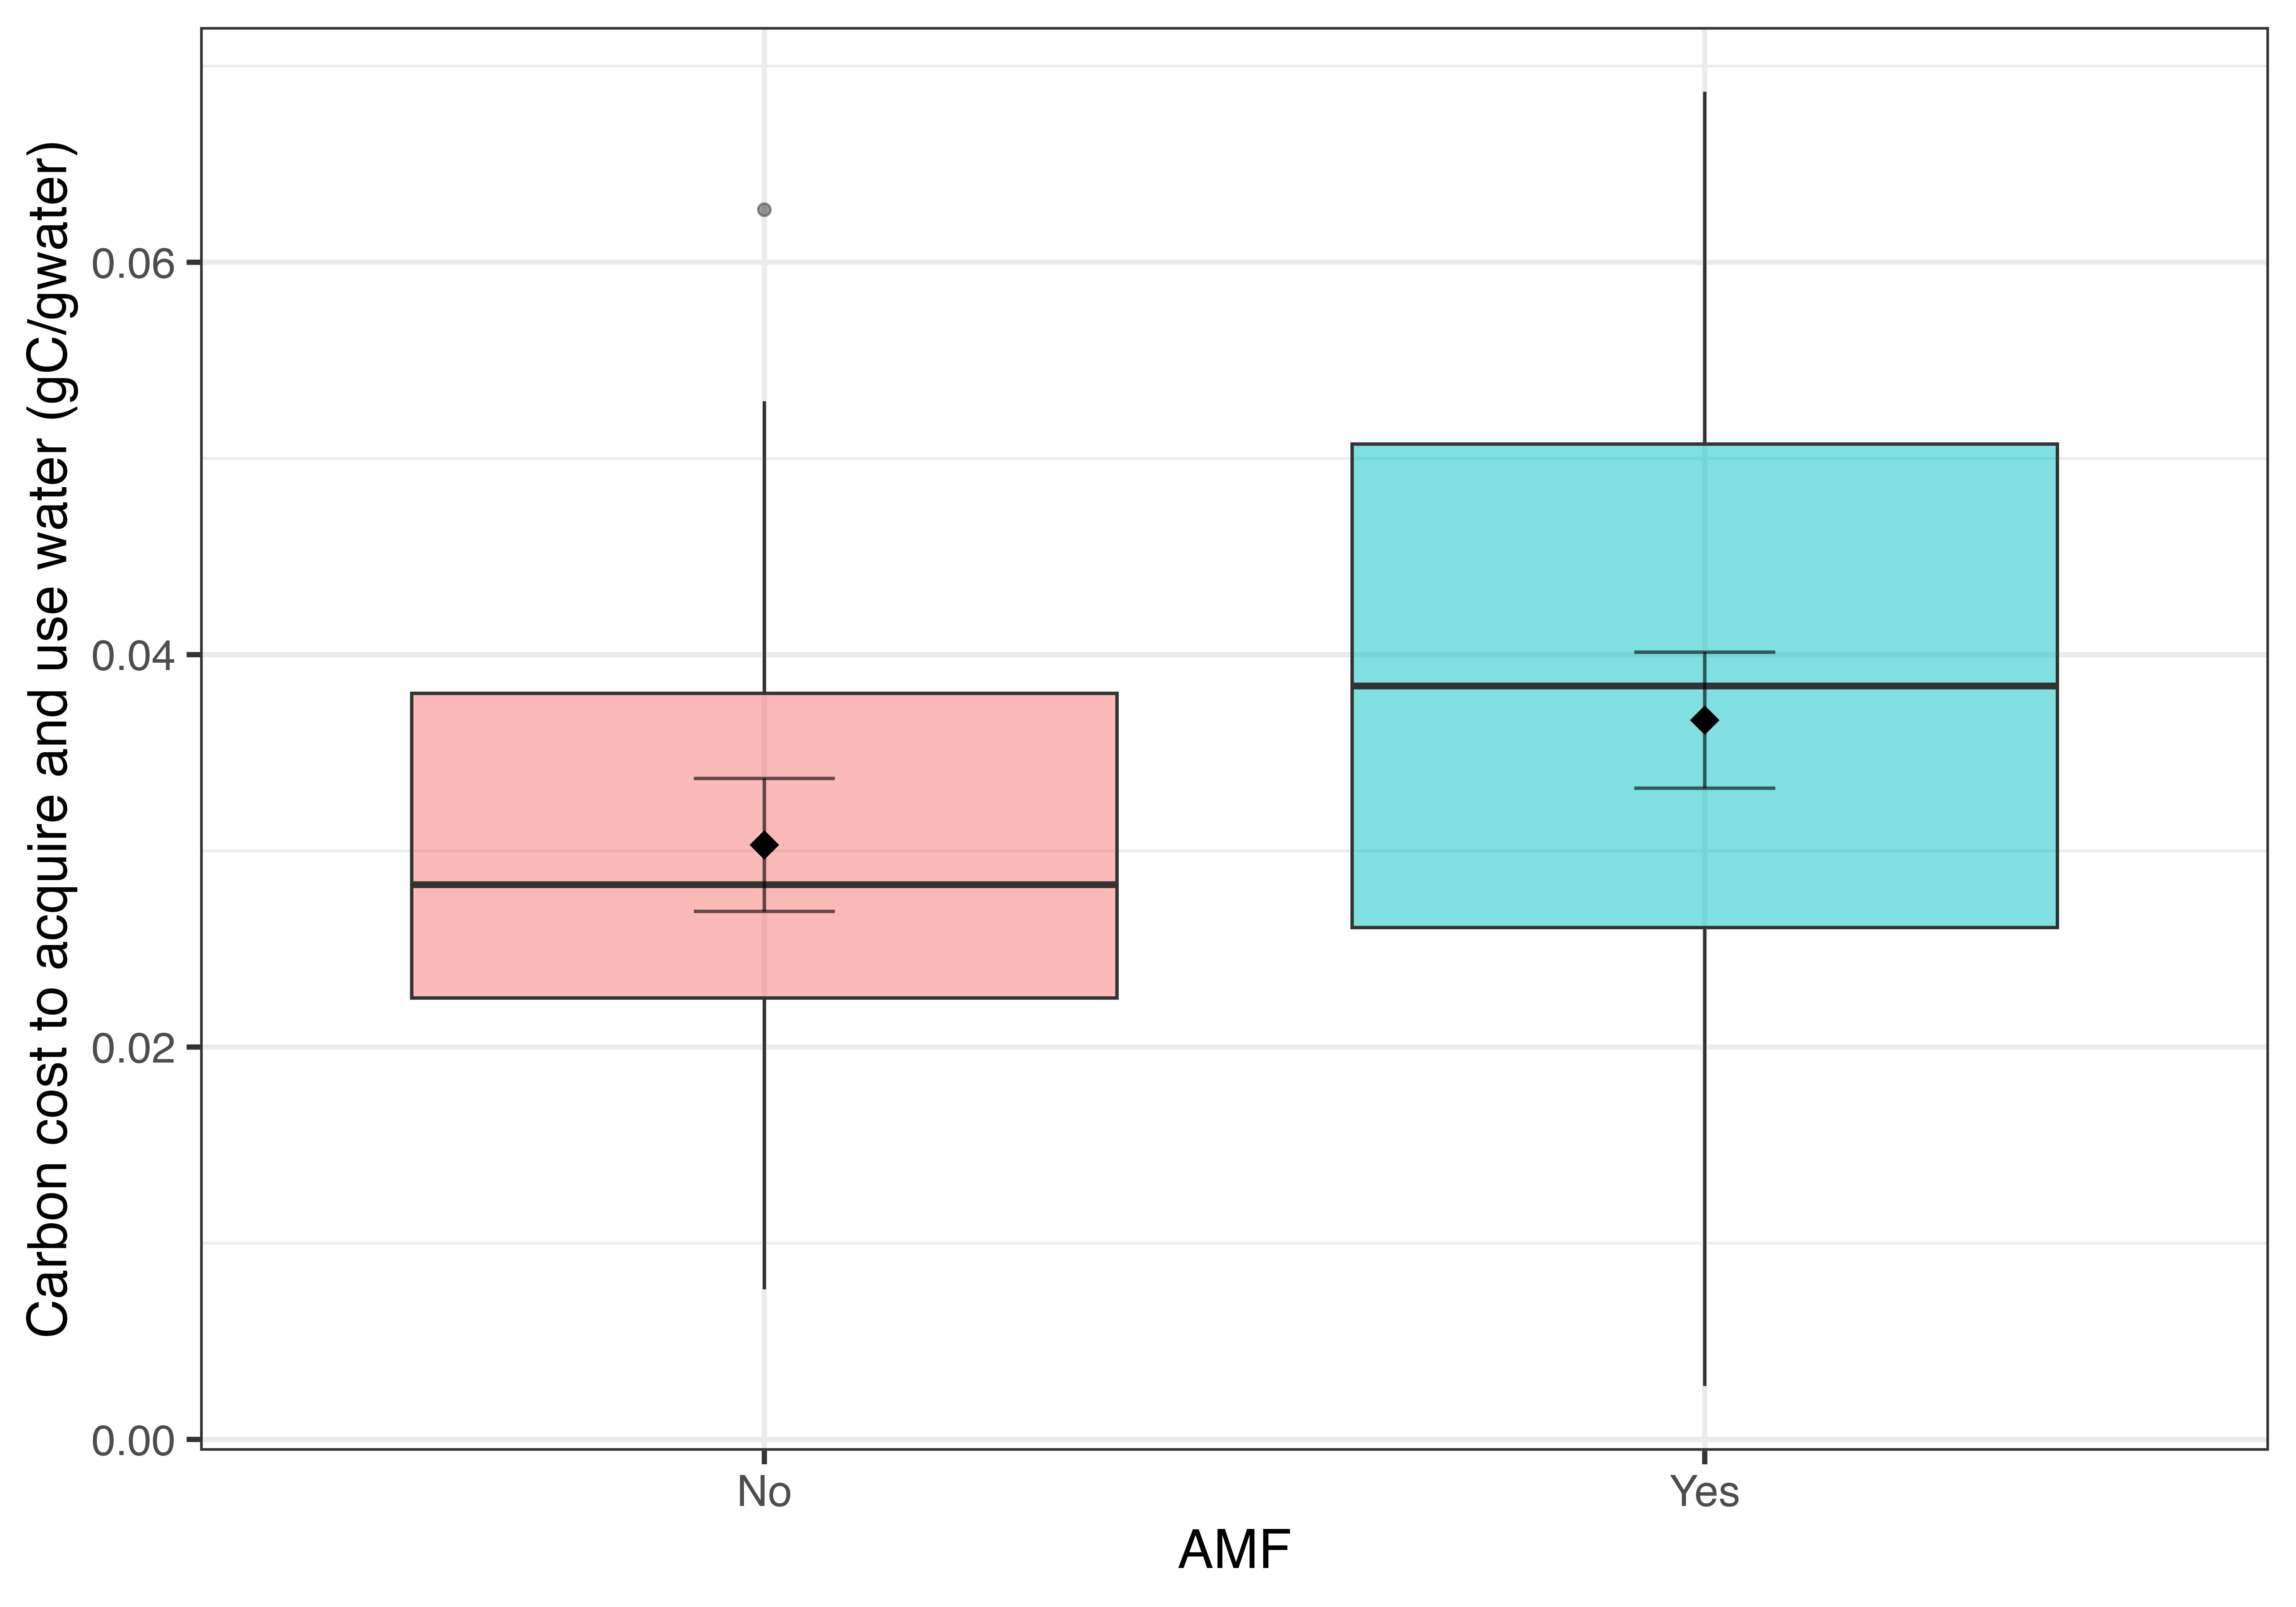 Carbon cost to acquire and use water (gC/gwater)
0.06
0.04
0.02
0.00
No
Yes
AMF